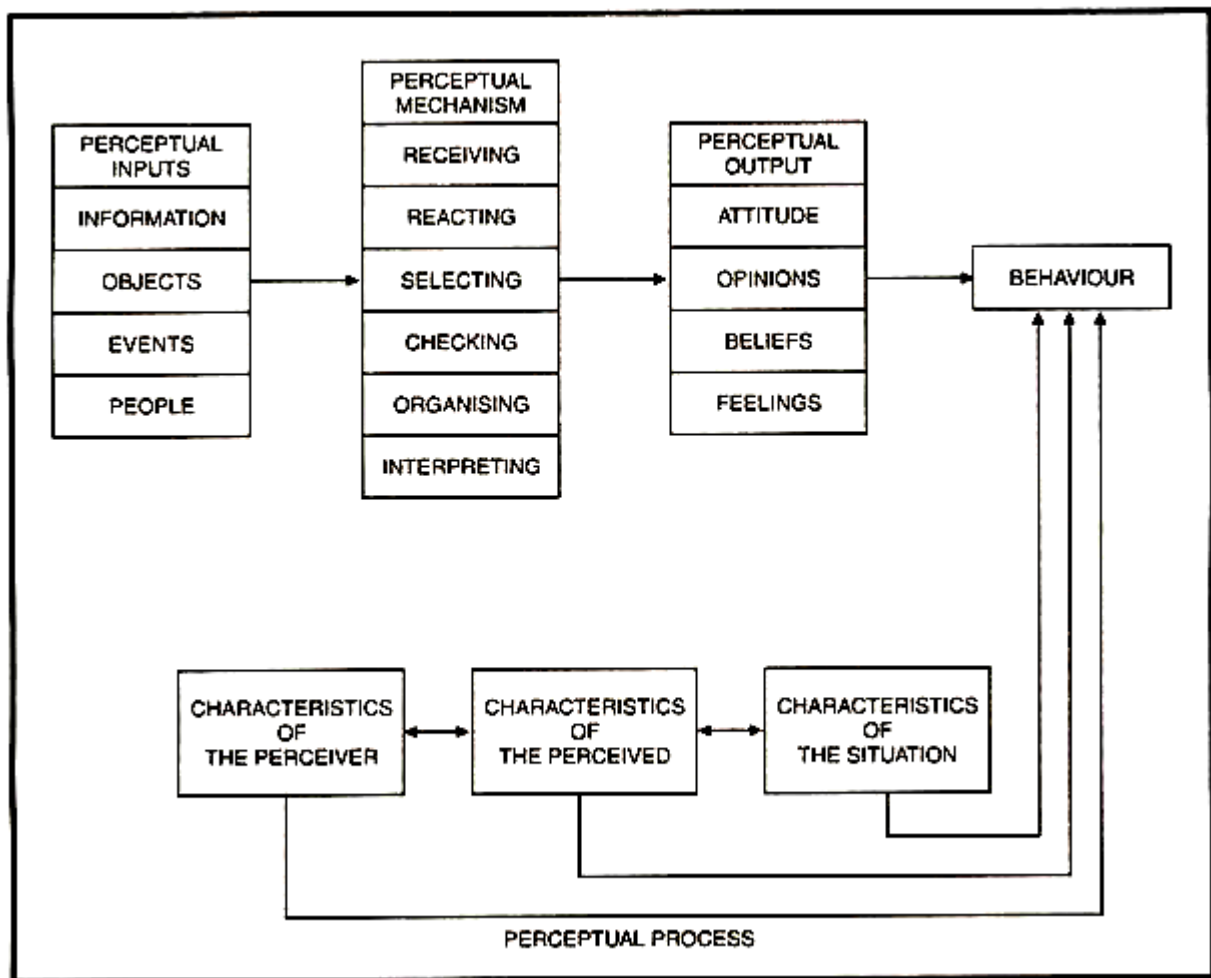 PERCEPTUAL
INPUTS
INFORMATION
OBJECTS
EVENTS
PEOPLE
PERCEPTUAL
MECHANISM
RECEIVING
REACTING
SELECTING
CHECKING
ORGANISING
INTERPRETING
PERCEPTUAL
OUTPUT
ATTITUDE
OPINIONS
BELIEFS
FEELINGS
BEHAVIOUR
CHARACTERISTICS
OF
THE PERCEIVER
CHARACTERISTICS
OF
THE PERCEIVED
CHARACTERISTICS
OF
THE SITUATION
PERCEPTUAL PROCESS